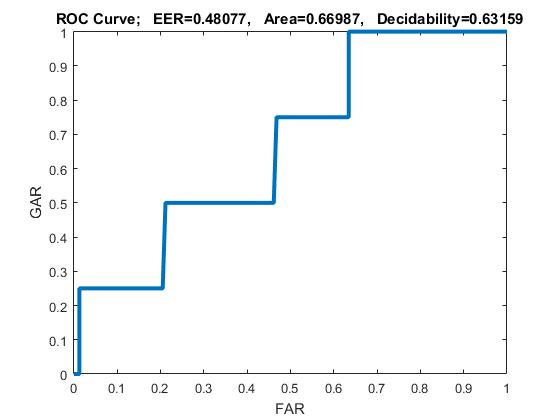 ROC Curve;   EER=0.48077,   Area=0.66987,   Decidability=0.63159
1
0.9
0.8
0.7
0.6
0.5
0.4
0.3
0.2
0.1
0
GAR
0 0.1 0.2 0.3 0.4 0.5 0.6 0.7 0.8 0.9 1
FAR